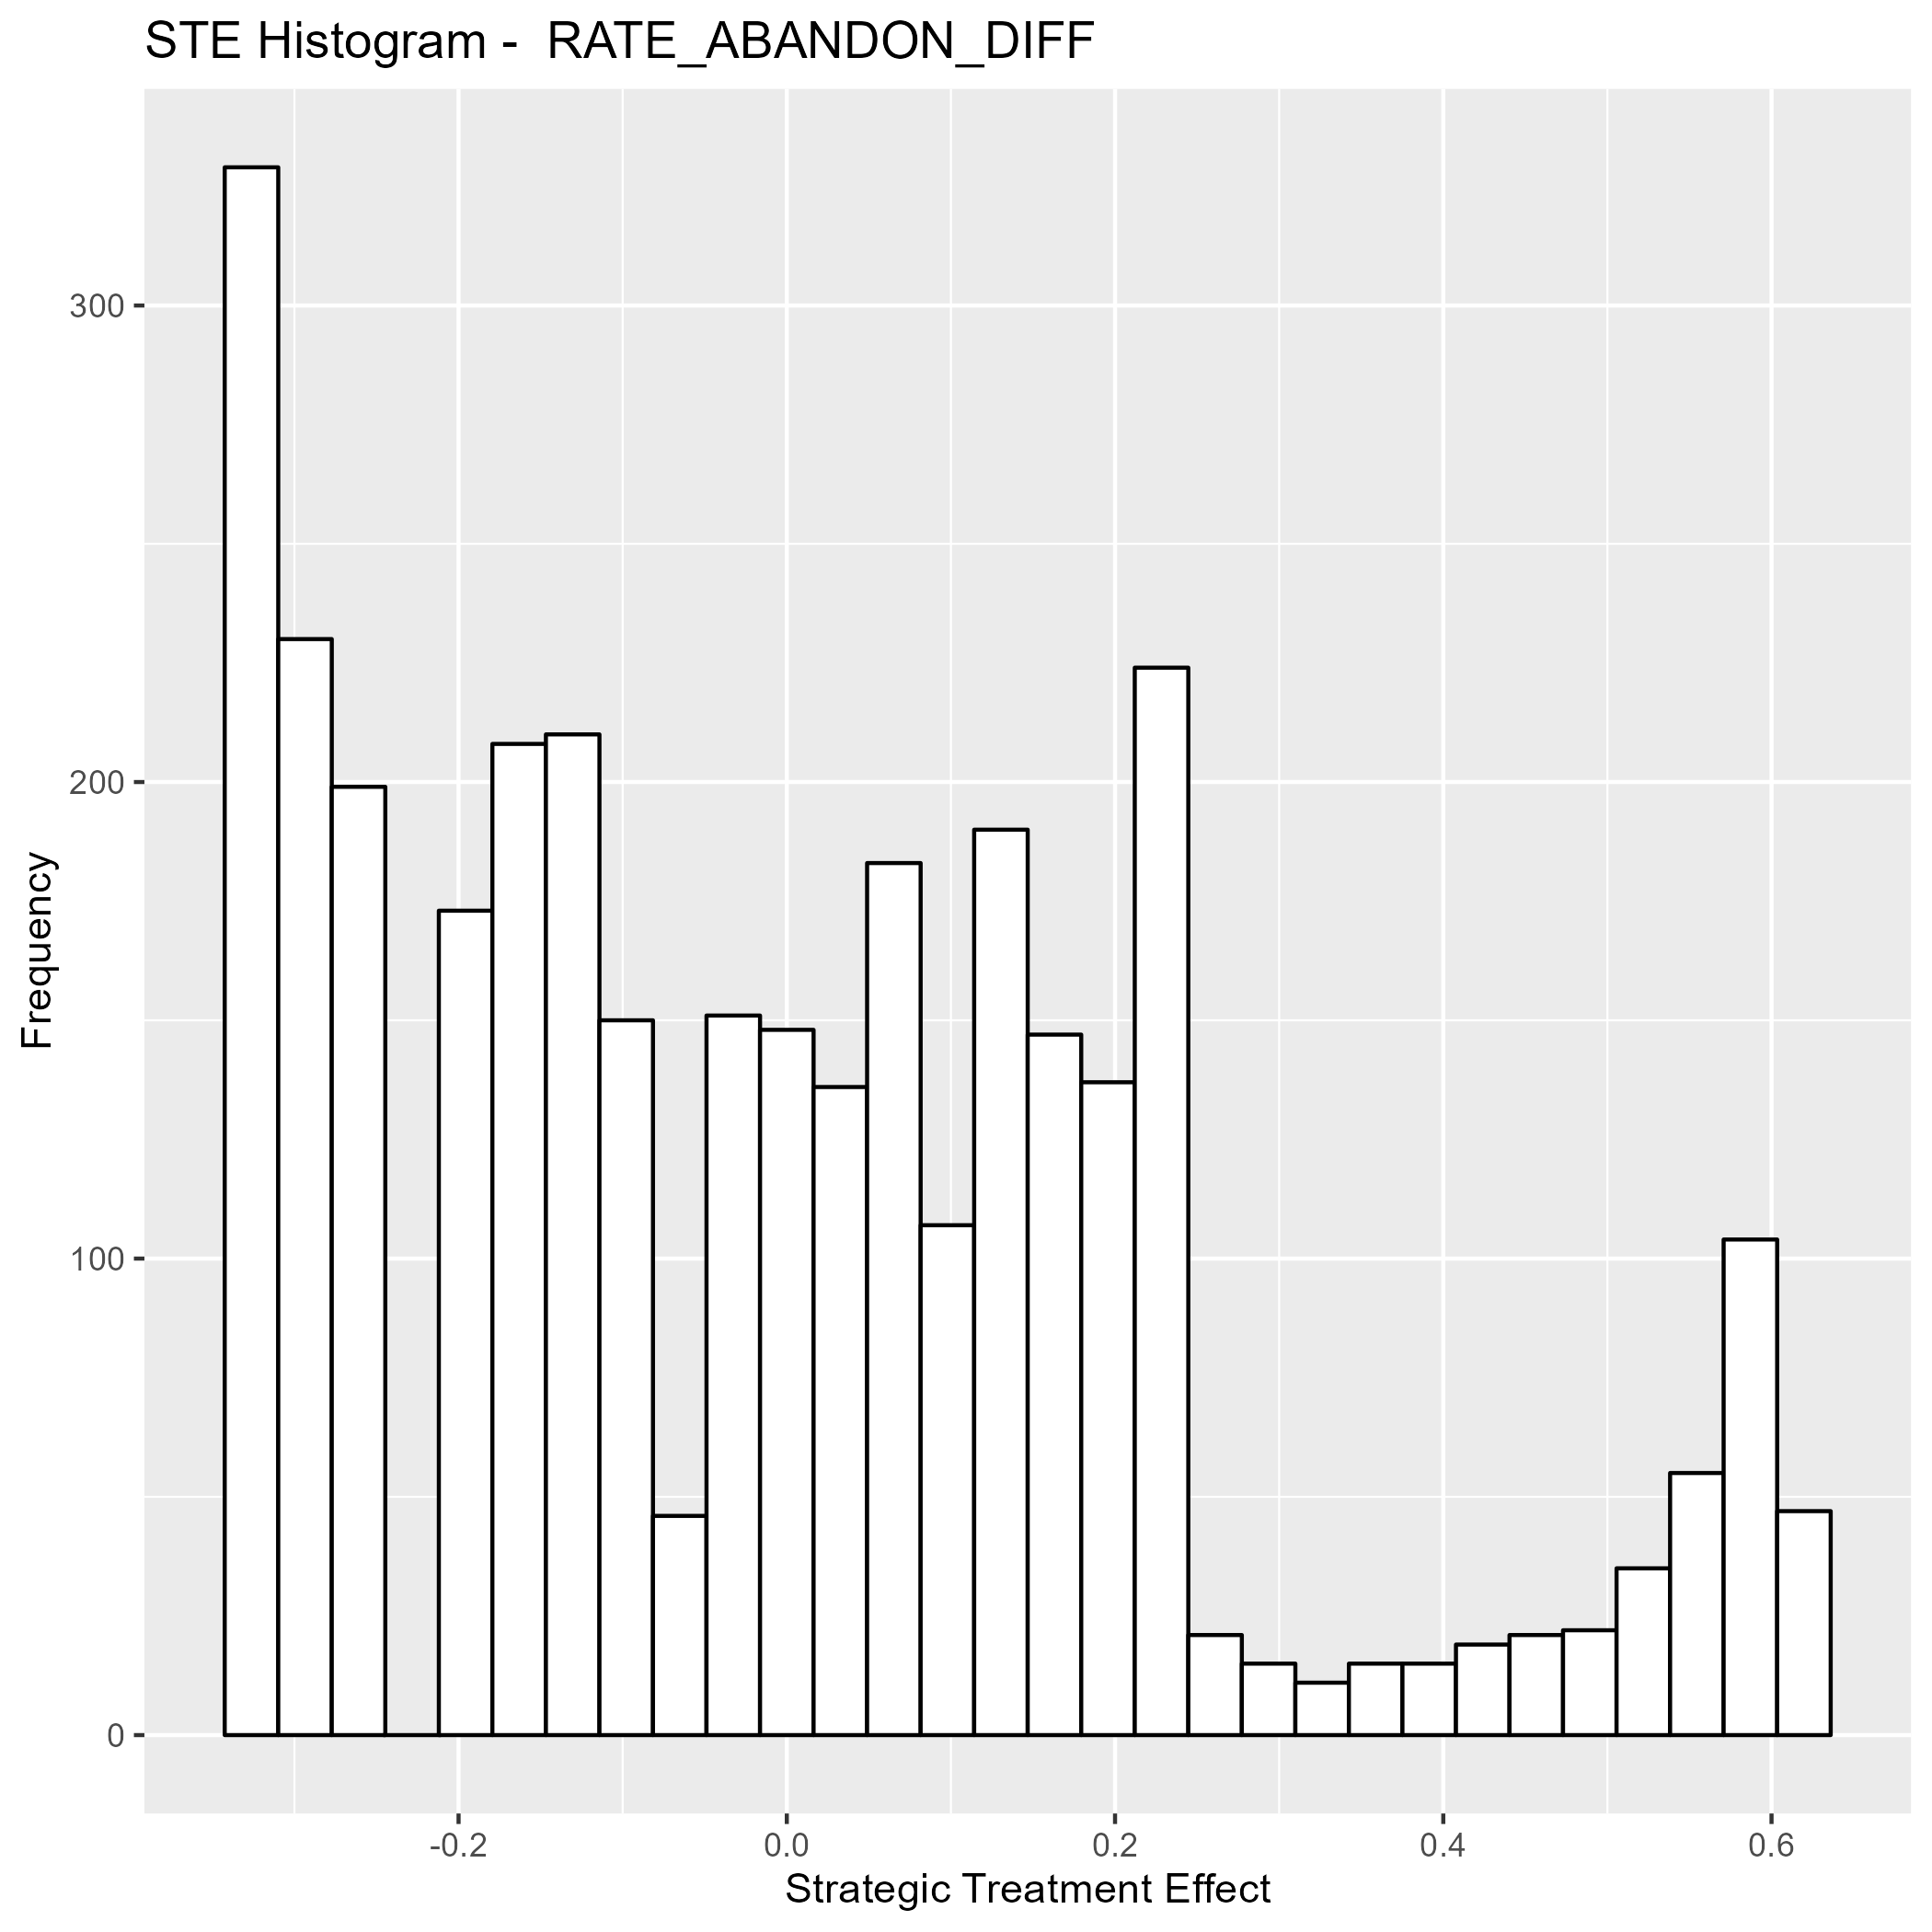 STE Histogram -  RATE_ABANDON_DIFF
300
200
100
0
Frequency
-0.2 0.0 0.2 0.4 0.6
Strategic Treatment Effect